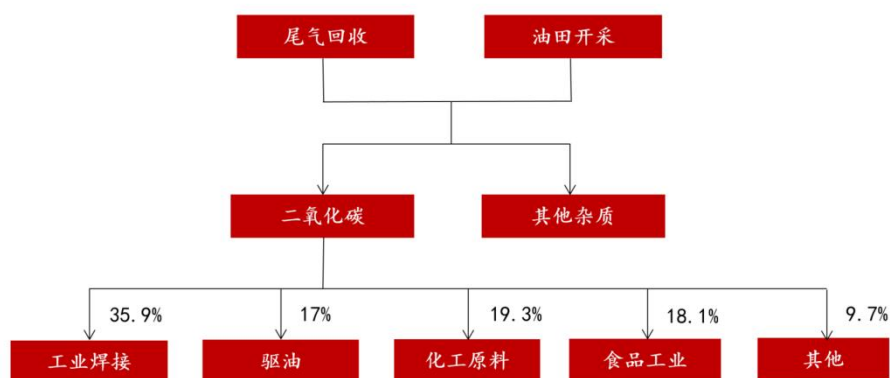 尾气回收
油田开采
二氧化碳
其他杂质
35.9%
17%
19.3%
18.1%
9.7%
工业焊接
驱油
化工原料
食品工业
其他